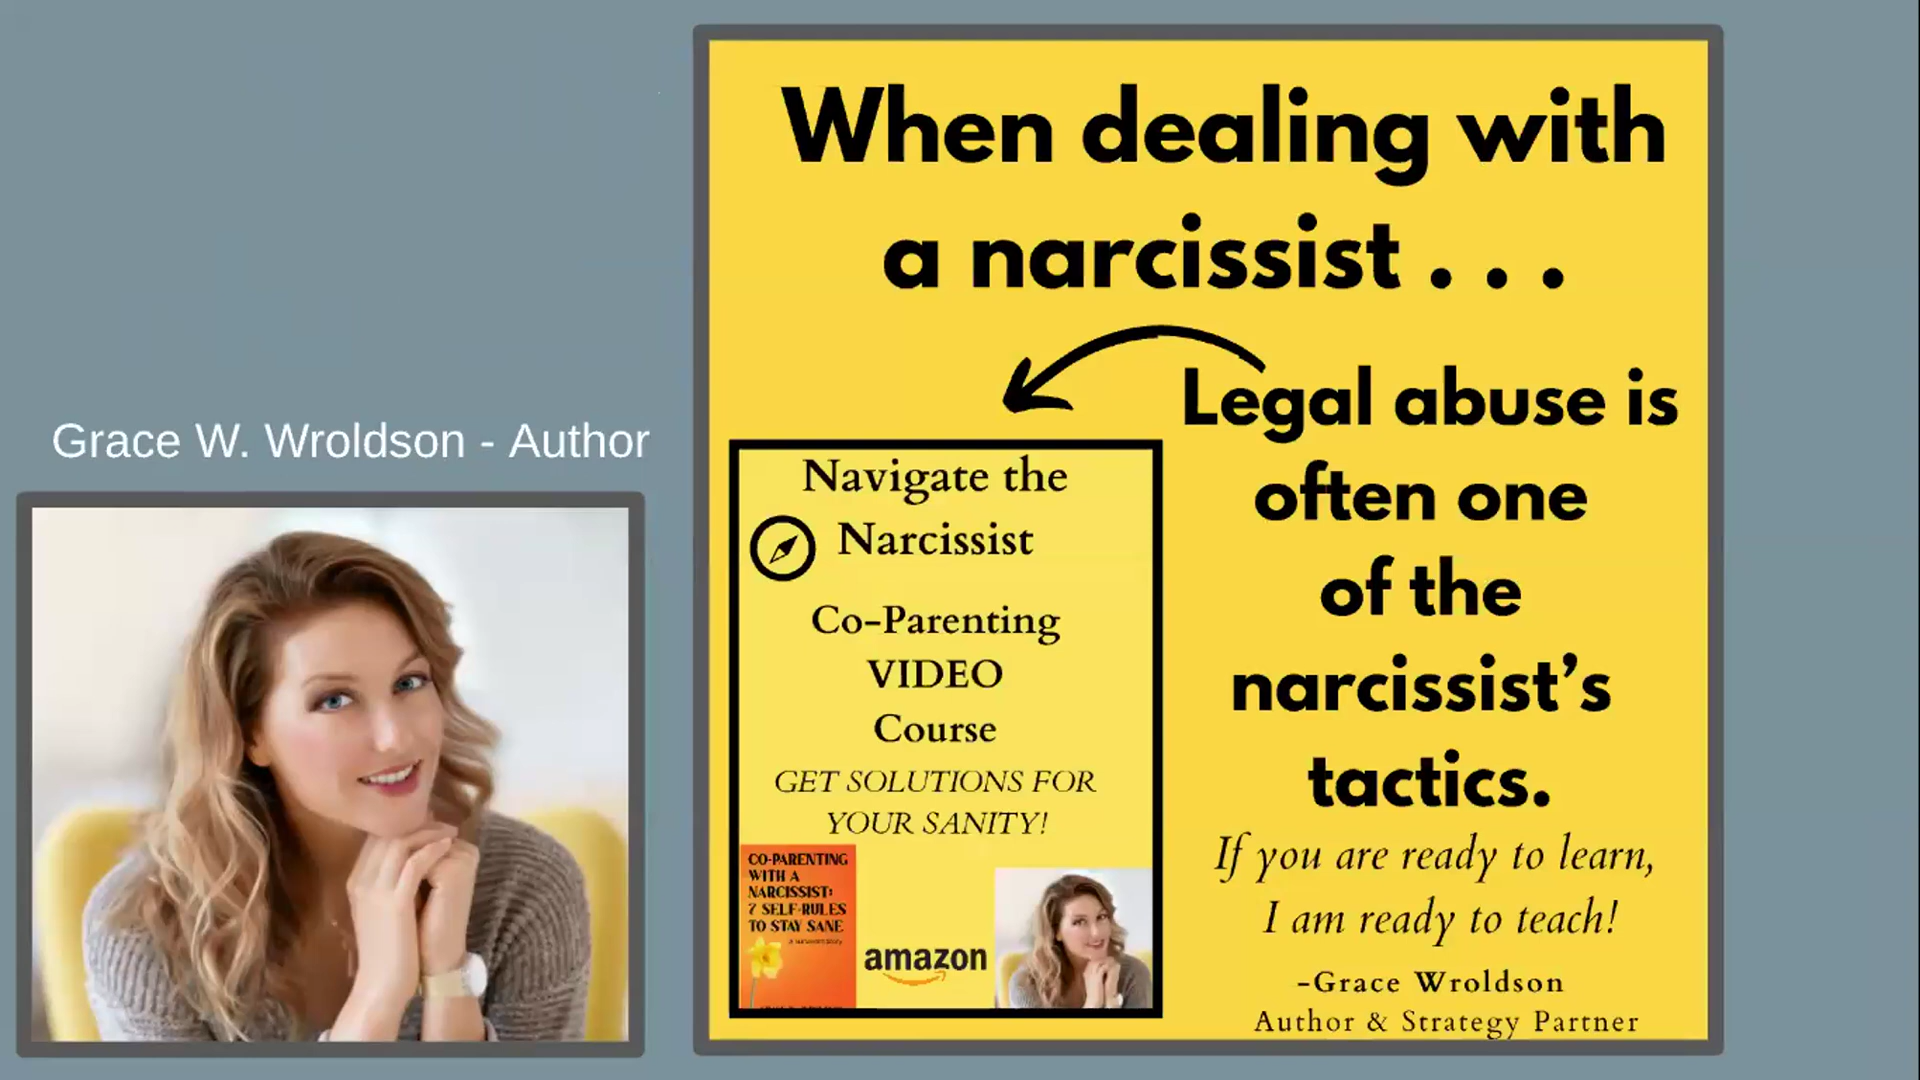 Grace W. Wroldson - Author
When dealing with
a narcissist . . .
Legal abuse is
often one
of the
narcissist’s
tactics.
If you are ready to learn,
I am ready to teach!
-Grace Wroldson
Author & Strategy Partner
Navigate the
Narcissist
Co-Parenting
VIDEO
Course
GET SOLUTIONS FOR
YOUR SANITY!
CO-PARENTING
WITH A
NARCISSIST:
7 SELF-RULES
TO STAY SANE
amazon